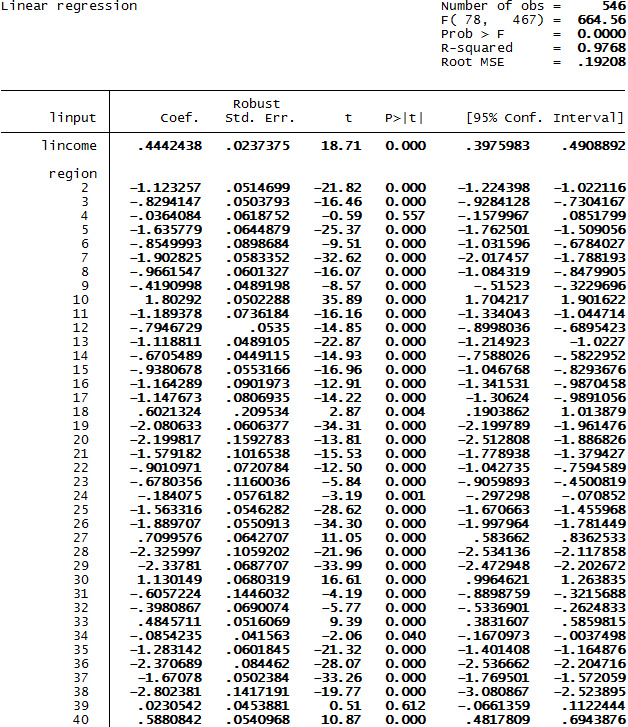 Linear regression Number of obs = 546
F( 78, 467) = 664.56
Prob > F = 0.0000
R-squared = 0.9768
Root MSE = .19208
Robust
linput Coef. Std. Err. t P>|t| [95% Conf. Interval]
lincome .4442438 .0237375 18.71 0.000 .3975983 .4908892
region
2 -1.123257 .0514699 -21.82 0.000 -1.224398 -1.022116
3 -.8294147 .0503793 -16.46 0.000 -.9284128 -.7304167
4 -.0364084 .0618752 -0.59 0.557 -.1579967 .0851799
5 -1.635779 .0644879 -25.37 0.000 -1.762501 -1.509056
6 -.8549993 .0898684 -9.51 0.000 -1.031596 -.6784027
7 -1.902825 .0583352 -32.62 0.000 -2.017457 -1.788193
8 -.9661547 .0601327 -16.07 0.000 -1.084319 -.8479905
9 -.4190998 .0489198 -8.57 0.000 -.51523 -.3229696
10 1.80292 .0502288 35.89 0.000 1.704217 1.901622
11 -1.189378 .0736184 -16.16 0.000 -1.334043 -1.044714
12 -.7946729 .0535 -14.85 0.000 -.8998036 -.6895423
13 -1.118811 .0489105 -22.87 0.000 -1.214923 -1.0227
14 -.6705489 .0449115 -14.93 0.000 -.7588026 -.5822952
15 -.9380678 .0553166 -16.96 0.000 -1.046768 -.8293676
16 -1.164289 .0901973 -12.91 0.000 -1.341531 -.9870458
17 -1.147673 .0806935 -14.22 0.000 -1.30624 -.9891056
18 .6021324 .209534 2.87 0.004 .1903862 1.013879
19 -2.080633 .0606377 -34.31 0.000 -2.199789 -1.961476
20 -2.199817 .1592783 -13.81 0.000 -2.512808 -1.886826
21 -1.579182 .1016538 -15.53 0.000 -1.778938 -1.379427
22 -.9010971 .0720784 -12.50 0.000 -1.042735 -.7594589
23 -.6780356 .1160036 -5.84 0.000 -.9059893 -.4500819
24 -.184075 .0576182 -3.19 0.001 -.297298 -.070852
25 -1.563316 .0546282 -28.62 0.000 -1.670663 -1.455968
26 -1.889707 .0550913 -34.30 0.000 -1.997964 -1.781449
27 .7099576 .0642707 11.05 0.000 .583662 .8362533
28 -2.325997 .1059202 -21.96 0.000 -2.534136 -2.117858
29 -2.33781 .0687707 -33.99 0.000 -2.472948 -2.202672
30 1.130149 .0680319 16.61 0.000 .9964621 1.263835
31 -.6057224 .1446032 -4.19 0.000 -.8898759 -.3215688
32 -.3980867 .0690074 -5.77 0.000 -.5336901 -.2624833
33 .4845711 .0516069 9.39 0.000 .3831607 .5859815
34 -.0854235 .041563 -2.06 0.040 -.1670973 -.0037498
35 -1.283142 .0601845 -21.32 0.000 -1.401408 -1.164876
36 -2.370689 .084462 -28.07 0.000 -2.536662 -2.204716
37 -1.67078 .0502384 -33.26 0.000 -1.769501 -1.572059
38 -2.802381 .1417191 -19.77 0.000 -3.080867 -2.523895
39 .0230542 .0453881 0.51 0.612 -.0661359 .1122444
40 .5880842 .0540968 10.87 0.000 .4817809 .6943876